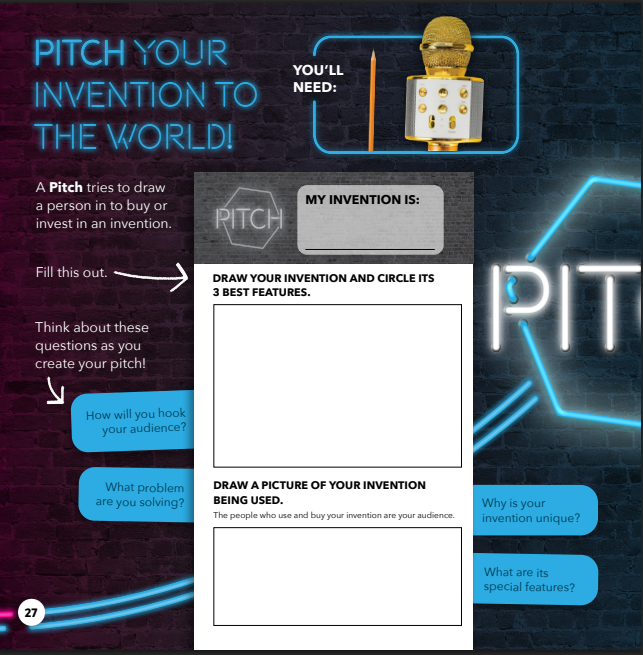 PITCH YOUR
INVENTION TO
THE WORLD!
YOU'LL
NEED:
A Pitch tries to draw
a person in to buy or
invest in an invention.
Fill this out.
Think about these
questions as you
create your pitch!
How will you hook
your audience?
What problem
are you solving?
PITCH
MY INVENTION IS:
DRAW YOUR INVENTION AND CIRCLE ITS
3 BEST FEATURES.
DRAW A PICTURE OF YOUR INVENTION
BEING USED.
The people who use and buy your invention are your audience.
PIT
Why is your
invention unique?
What are its
special features?
27